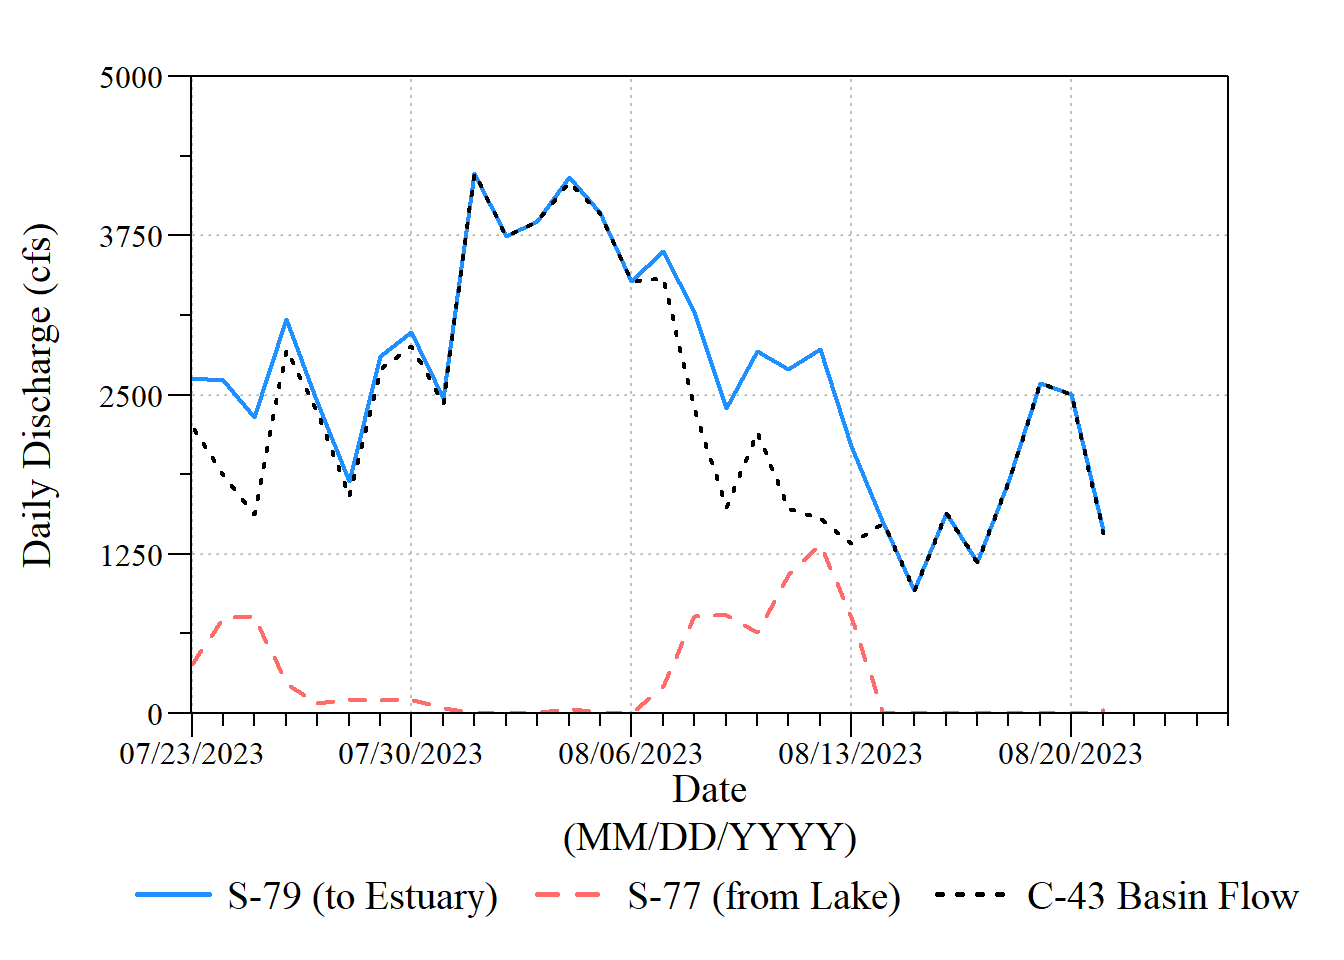 5000
3750
2500
1250
0
Daily Discharge (cfs)
07/23/2023 07/30/2023 08/06/2023 08/13/2023 08/20/2023
Date
(MM/DD/YYYY)
S-79 (to Estuary) S-77 (from Lake) C-43 Basin Flow